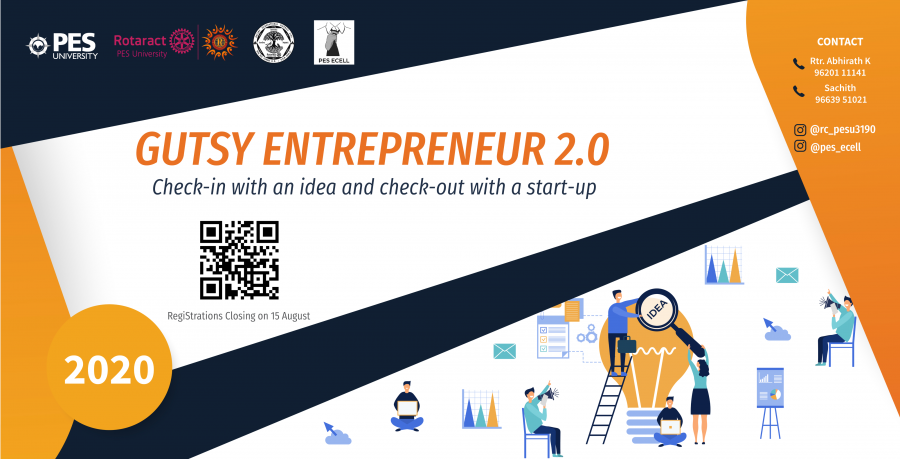 PES
UNIVERSITY
Rotaract
PES University
PES ECELL
CONTACT
Rtr. Abhirath K
96201 11141
Sachith
96639 51021
@rc_pesu3190
@pes_ecell
GUTSY ENTREPRENEUR 2.0
Check-in with an idea and check-out with a start-up
RegiStrations Closing on 15 August
2020
IDEA